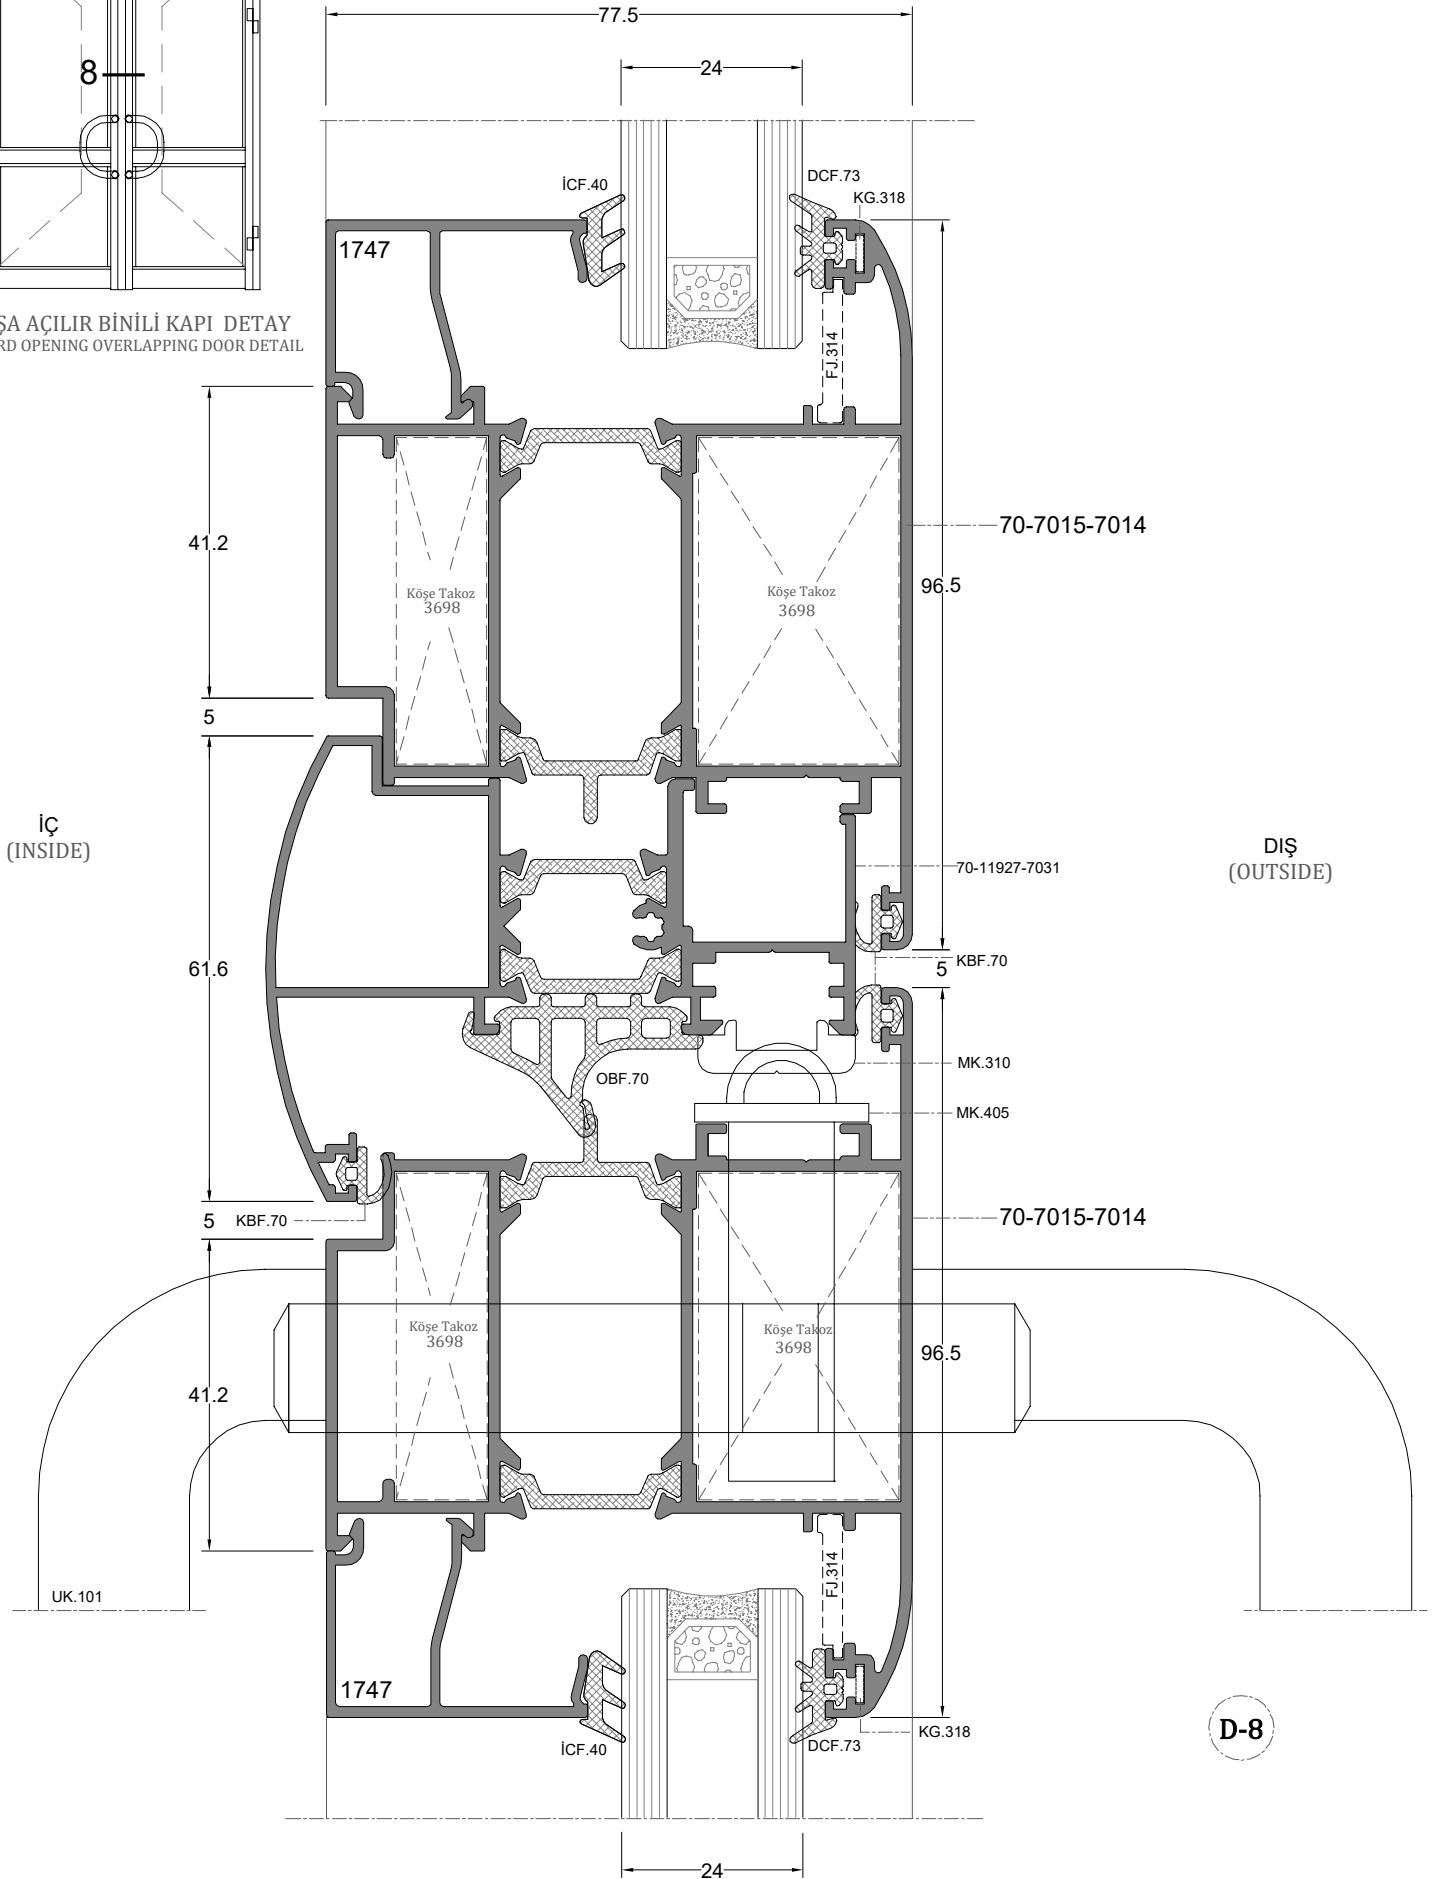 77.5
24
8
İCF.40
DCF.73
KG.318
1747
ŞA AÇILIR BİNİLİ KAPI DETAY
RD OPENING OVERLAPPING DOOR DETAIL
FJ.314
41.2
70-7015-7014
Köşe Takoz
3698
Köşe Takoz
3698
96.5
5
İÇ
(INSIDE)
DIŞ
(OUTSIDE)
70-11927-7031
61.6
5
KBF.70
MK.310
OBF.70
MK.405
5
KBF.70
70-7015-7014
Köşe Takoz
3698
Köşe Takoz
3698
96.5
41.2
UK.101
FJ.314
1747
İCF.40
DCF.73
KG.318
D-8
24